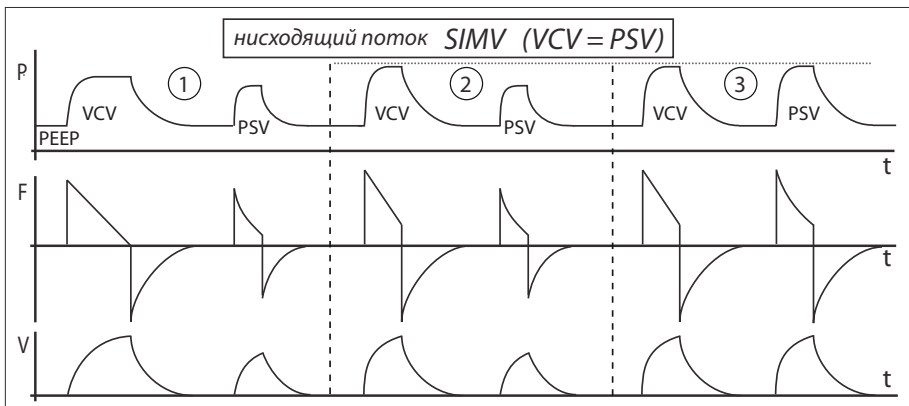 нисходящий поток SIMV (VCV = PSV)
P
1
2
3
VCV
PSV
VCV
PSV
VCV
PSV
PEEP
t
F
t
V
t